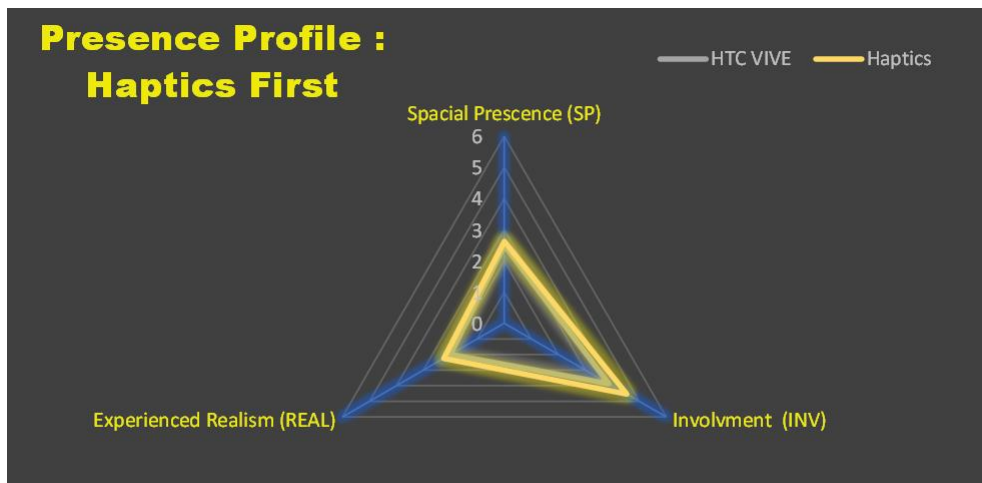 Presence Profile :
Haptics First
HTC VIVE
Haptics
Spacial Prescence (SP)
6
5
4
3
2
1
0
Experienced Realism (REAL)
Involvment (INV)